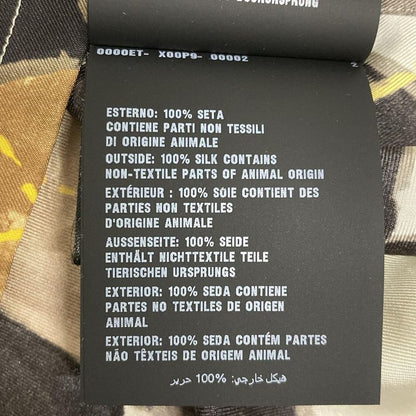 0000ET- X00P9- 00002
2
ESTERNO: 100% SETA
CONTIENE PARTI NON TESSILI
DI ORIGINE ANIMALE
OUTSIDE: 100% SILK CONTAINS
NON-TEXTILE PARTS OF ANIMAL ORIGIN
EXTÉRIEUR : 100% SOIE CONTIENT DES
PARTIES NON TEXTILES
D'ORIGINE ANIMALE
AUSSENSEITE: 100% SEIDE
ENTHÄLT NICHTTEXTILE TEILE
TIERISCHEN URSPRUNGS
EXTERIOR: 100% SEDA CONTIENE
PARTES NO TEXTILES DE ORIGEN
ANIMAL
EXTERIOR: 100% SEDA CONTÉM PARTES
NÃO TÊXTEIS DE ORIGEM ANIMAL
هيكل خارجي: 100% حرير